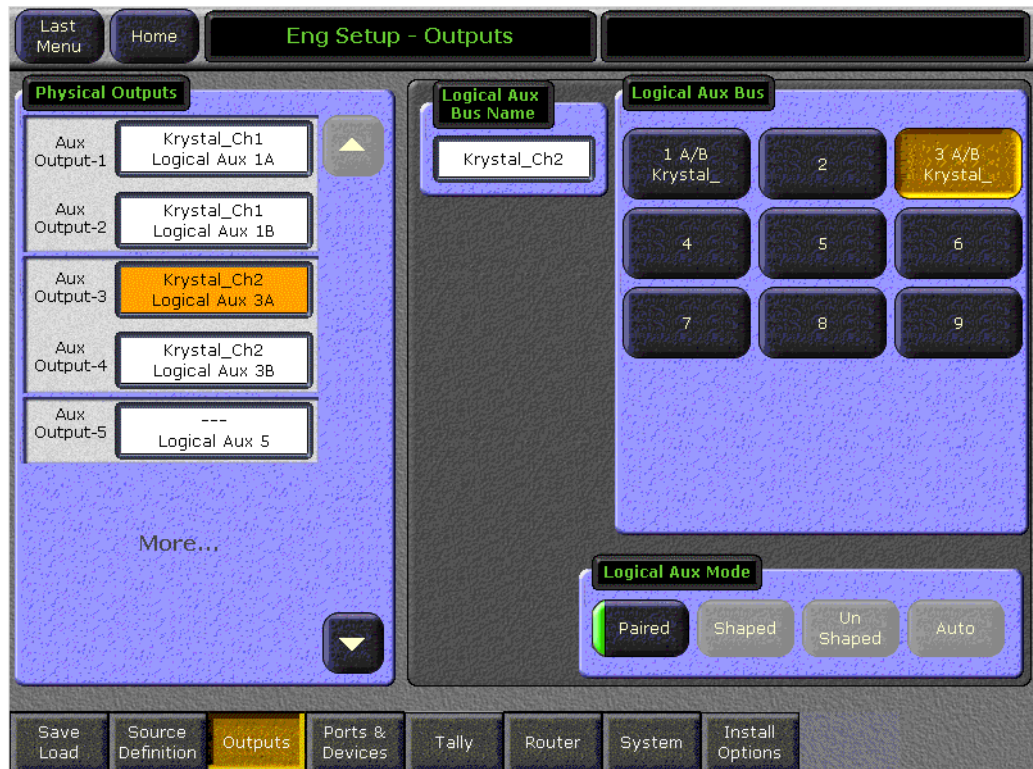 Last
Menu
Home
Eng Setup - Outputs
Physical Outputs
Aux
Output-1
Krystal_Ch1
Logical Aux 1A
Aux
Output-2
Krystal_Ch1
Logical Aux 1B
Aux
Output-3
Krystal_Ch2
Logical Aux 3A
Aux
Output-4
Krystal_Ch2
Logical Aux 3B
Aux
Output-5
---
Logical Aux 5
More...
Logical Aux
Bus Name
Krystal_Ch2
Logical Aux Bus
1 A/B
Krystal_
2
3 A/B
Krystal_
4
5
6
7
8
9
Logical Aux Mode
Paired
Shaped
Un
Shaped
Auto
Save
Load
Source
Definition
Outputs
Ports &
Devices
Tally
Router
System
Install
Options